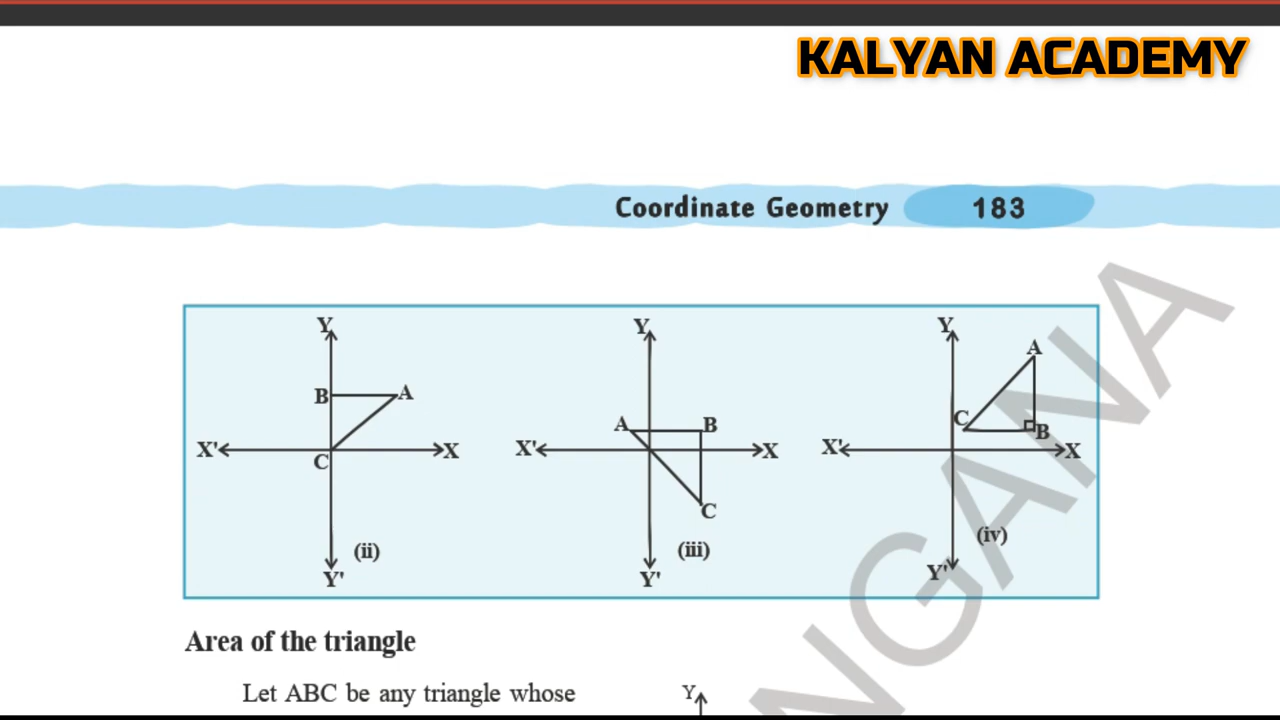 KALYAN ACADEMY
Coordinate Geometry 183
Y Y Y
A
B A
A B
C B
X' X X' X X' X
C
C
(ii) (iii) (iv)
Y' Y' Y'
Area of the triangle
Let ABC be any triangle whose Y
NGANA